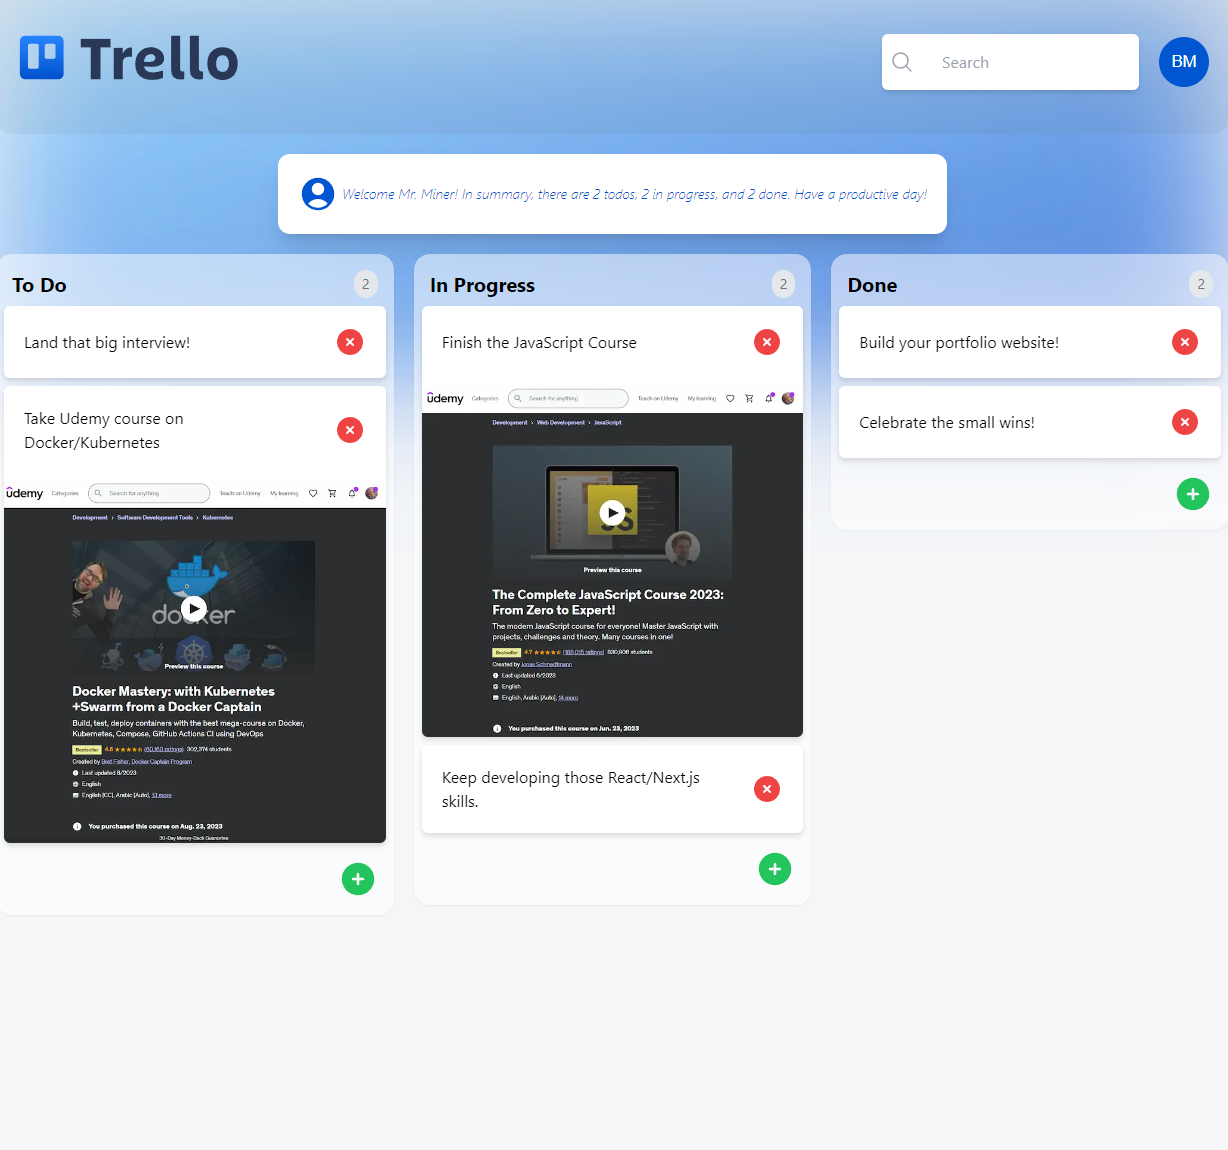 Trello
Search
BM
Welcome Mr. Miner! In summary, there are 2 todos, 2 in progress, and 2 done. Have a productive day!
To Do
2
Land that big interview!
Take Udemy course on
Docker/Kubernetes
udemy
Categories
Search for anything
Teach on Udemy
My learning
Development > Software Development Tools > Kubernetes
docker
Preview this course
Docker Mastery: with Kubernetes
+Swarm from a Docker Captain
Build, test, deploy containers with the best mega-course on Docker,
Kubernetes, Compose, GitHub Actions CI using DevOps
Bestseller 4.6 (60,160 ratings) 302,374 students
Created by Bret Fisher, Docker Captain Program
Last updated 8/2023
English
English [CC], Arabic [Auto], 13 more
You purchased this course on Aug. 23, 2023
30-Day Money-Back Guarantee
In Progress
2
Finish the JavaScript Course
udemy
Categories
Search for anything
Teach on Udemy
My learning
Development > Web Development > JavaScript
JS
Preview this course
The Complete JavaScript Course 2023:
From Zero to Expert!
The modern JavaScript course for everyone! Master JavaScript with
projects, challenges and theory. Many courses in one!
Bestseller 4.7 (188,015 ratings) 830,906 students
Created by Jonas Schmedtmann
Last updated 6/2023
English
English, Arabic [Auto], 14 more
You purchased this course on Jun. 23, 2023
Keep developing those React/Next.js
skills.
Done
2
Build your portfolio website!
Celebrate the small wins!